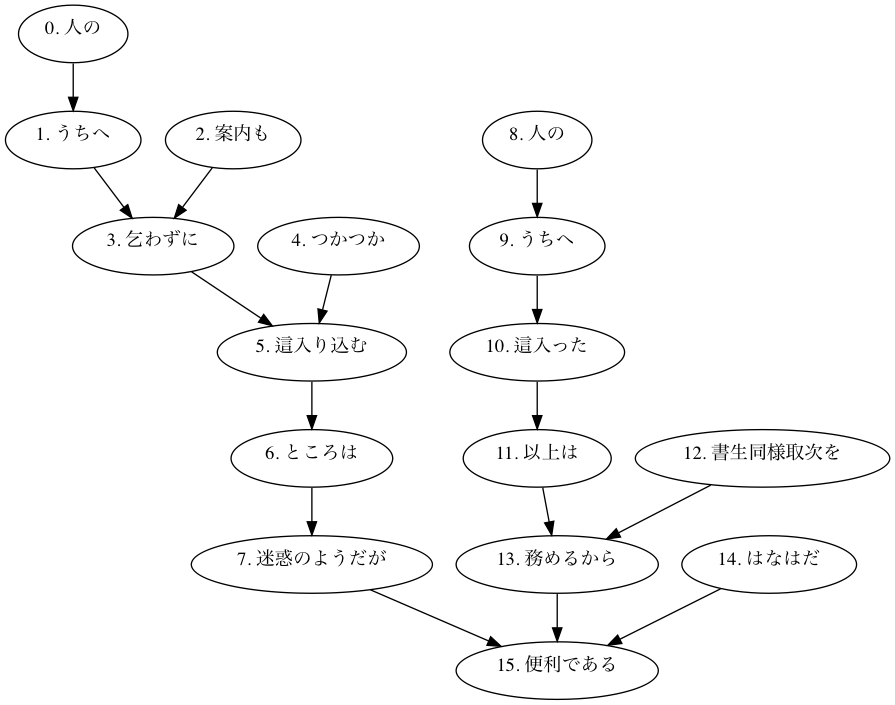 0. 人の
1. うちへ
2. 案内も
8. 人の
3. 乞わずに
4. つかつか
9. うちへ
5. 這入り込む
10. 這入った
6. ところは
11. 以上は
12. 書生同様取次を
7. 迷惑のようだが
13. 務めるから
14. はなはだ
15. 便利である